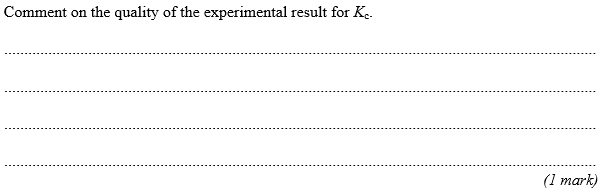 Comment on the quality of the experimental result for Kc.
(1 mark)